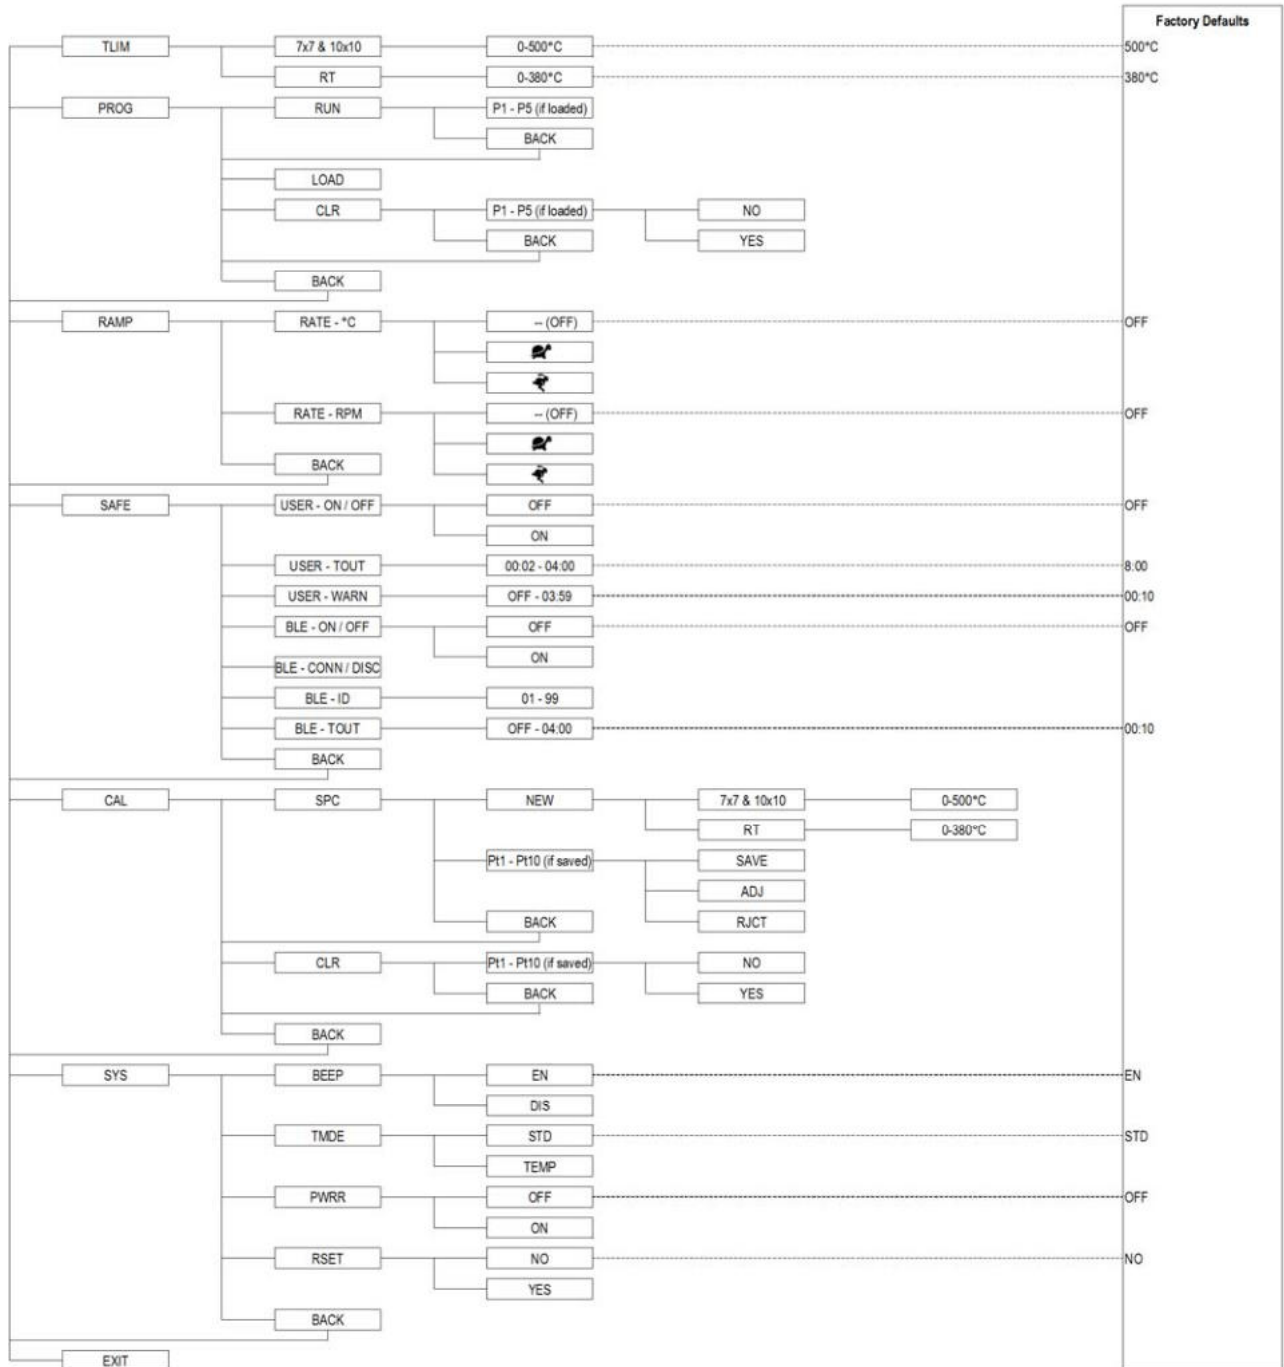 Factory Defaults
TLIM 7x7 & 10x10 0-500°C 500°C
RT 0-380°C 380°C
PROG RUN P1 - P5 (if loaded)
BACK
LOAD
CLR P1 - P5 (if loaded) NO
BACK YES
BACK
RAMP RATE - °C -- (OFF) OFF
RATE - RPM -- (OFF) OFF
BACK
SAFE USER - ON / OFF OFF OFF
ON
USER - TOUT 00:02 - 04:00 8:00
USER - WARN OFF - 03:59 00:10
BLE - ON / OFF OFF OFF
ON
BLE - CONN / DISC
BLE - ID 01 - 99
BLE - TOUT OFF - 04:00 00:10
BACK
CAL SPC NEW 7x7 & 10x10 0-500°C
RT 0-380°C
Pt1 - Pt10 (if saved) SAVE
ADJ
BACK RJCT
CLR Pt1 - Pt10 (if saved) NO
BACK YES
BACK
SYS BEEP EN EN
DIS
TMDE STD STD
TEMP
PWRR OFF OFF
ON
RSET NO NO
YES
BACK
EXIT